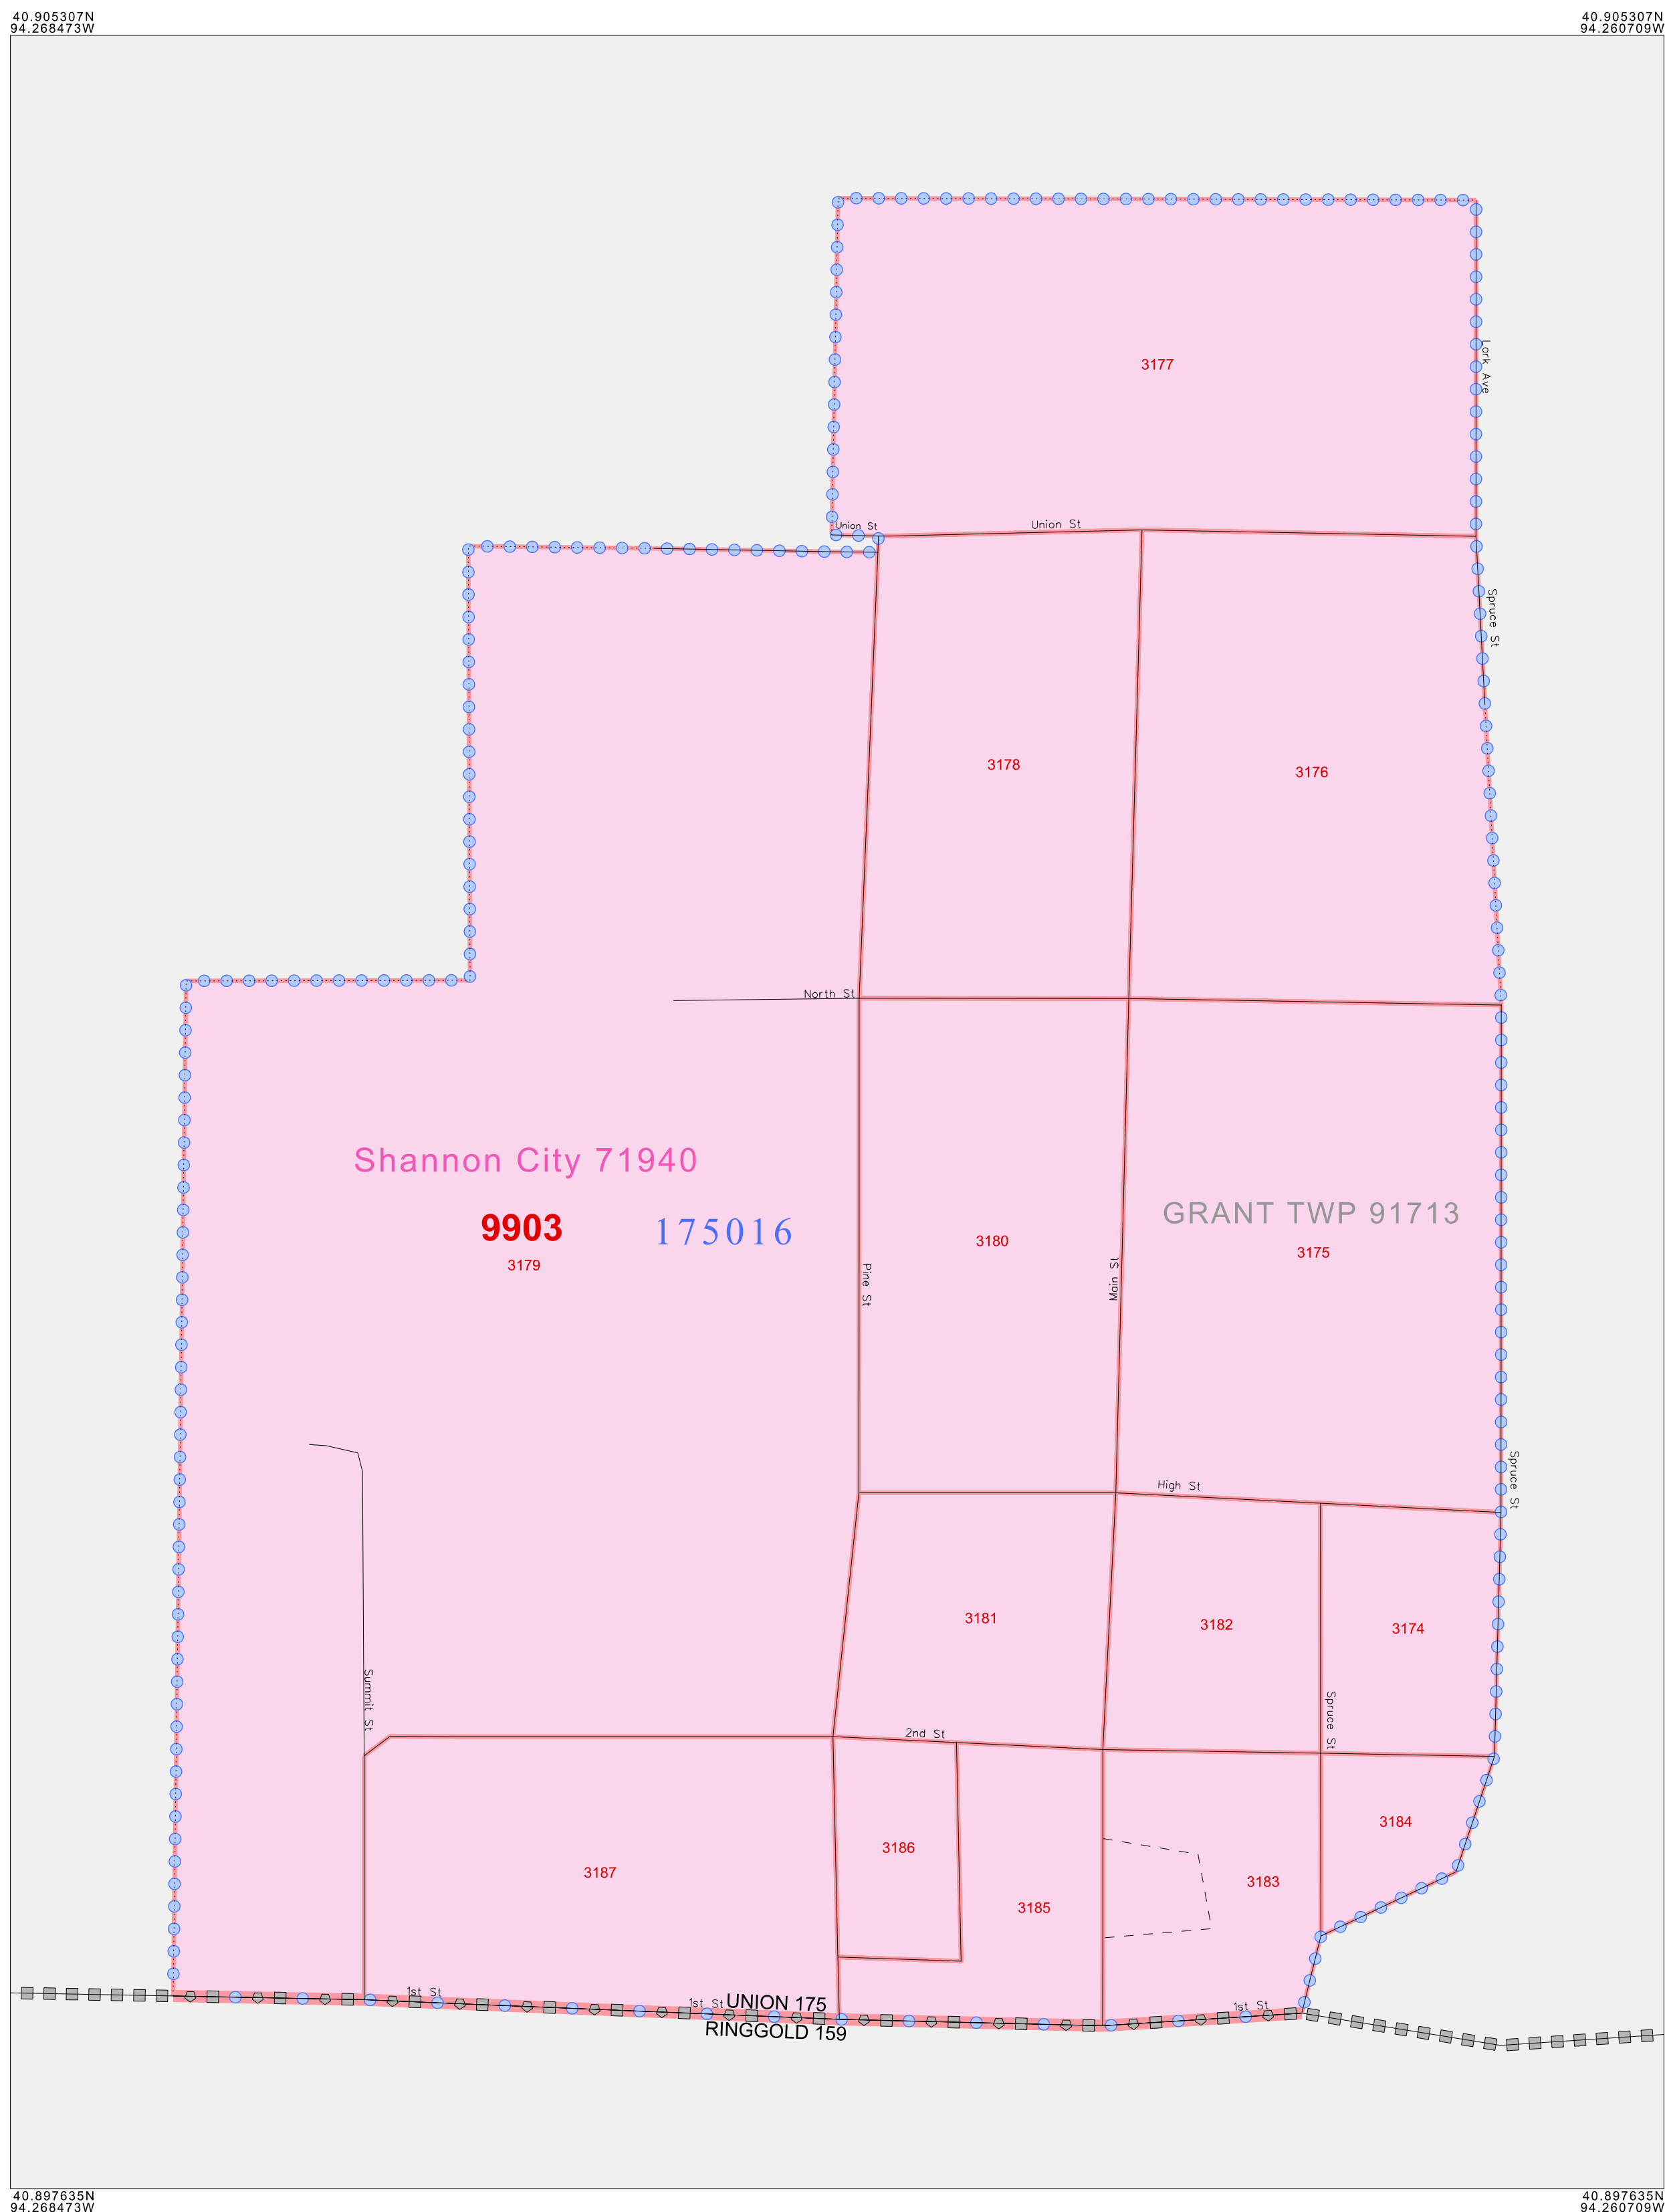 40.905307N
94.268473W
40.905307N
94.260709W
3177
Lark Ave
Union St
Union St
Spruce St
3178
3176
North St
Shannon City 71940
9903
175016
3179
GRANT TWP 91713
3180
3175
Pine St
Main St
Spruce St
High St
3181
3182
3174
Summit St
Spruce St
2nd St
3184
3186
3187
3183
3185
1st St
1st St
UNION 175
1st St
RINGGOLD 159
40.897635N
94.268473W
40.897635N
94.260709W